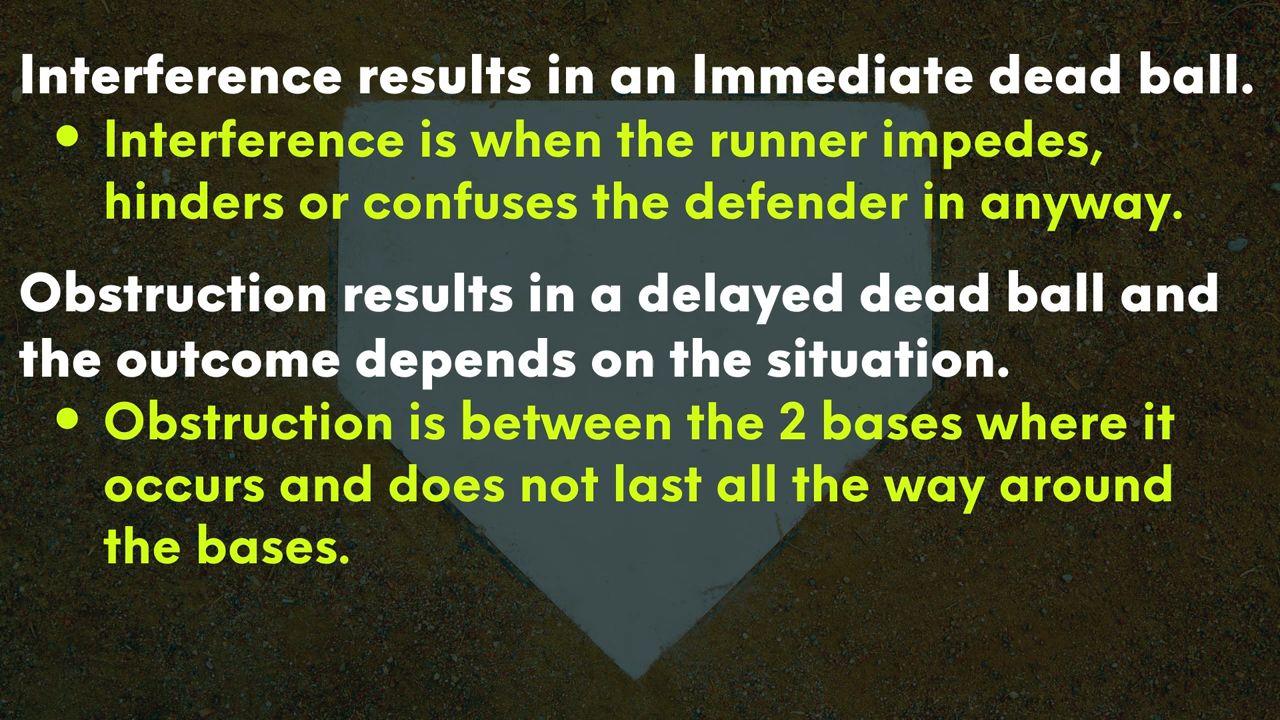 Interference results in an Immediate dead ball.
• Interference is when the runner impedes,
hinders or confuses the defender in anyway.
Obstruction results in a delayed dead ball and
the outcome depends on the situation.
• Obstruction is between the 2 bases where it
occurs and does not last all the way around
the bases.